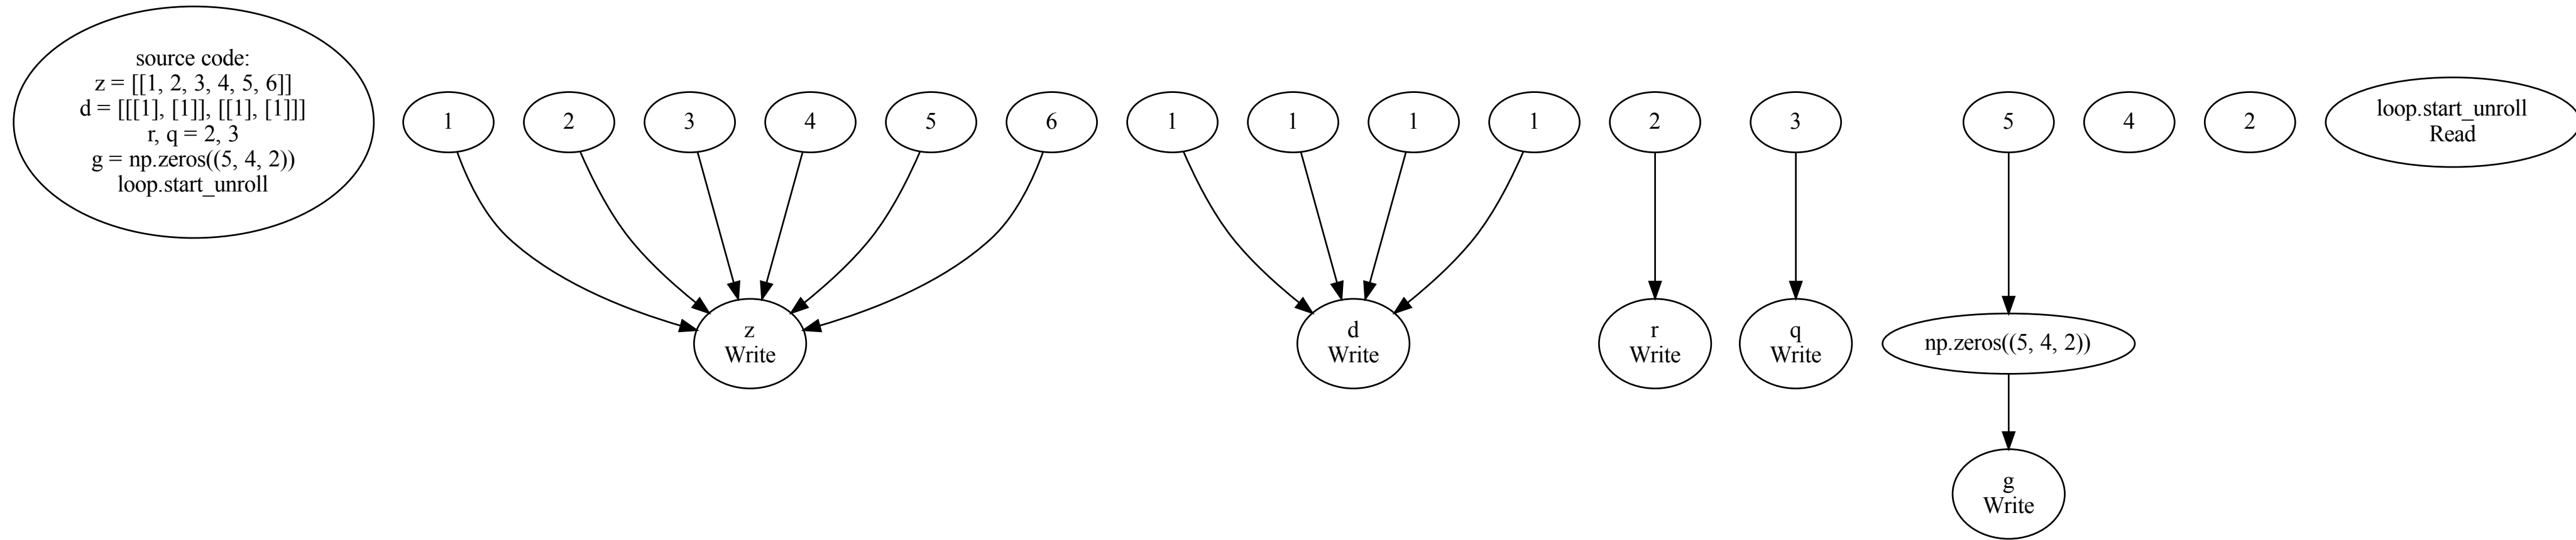 source code:
z = [[1, 2, 3, 4, 5, 6]]
d = [[[1], [1]], [[1], [1]]]
r, q = 2, 3
g = np.zeros((5, 4, 2))
loop.start_unroll
1
2
3
4
5
6
1
1
1
1
2
3
5
4
2
loop.start_unroll
Read
z
Write
d
Write
r
Write
q
Write
np.zeros((5, 4, 2))
g
Write